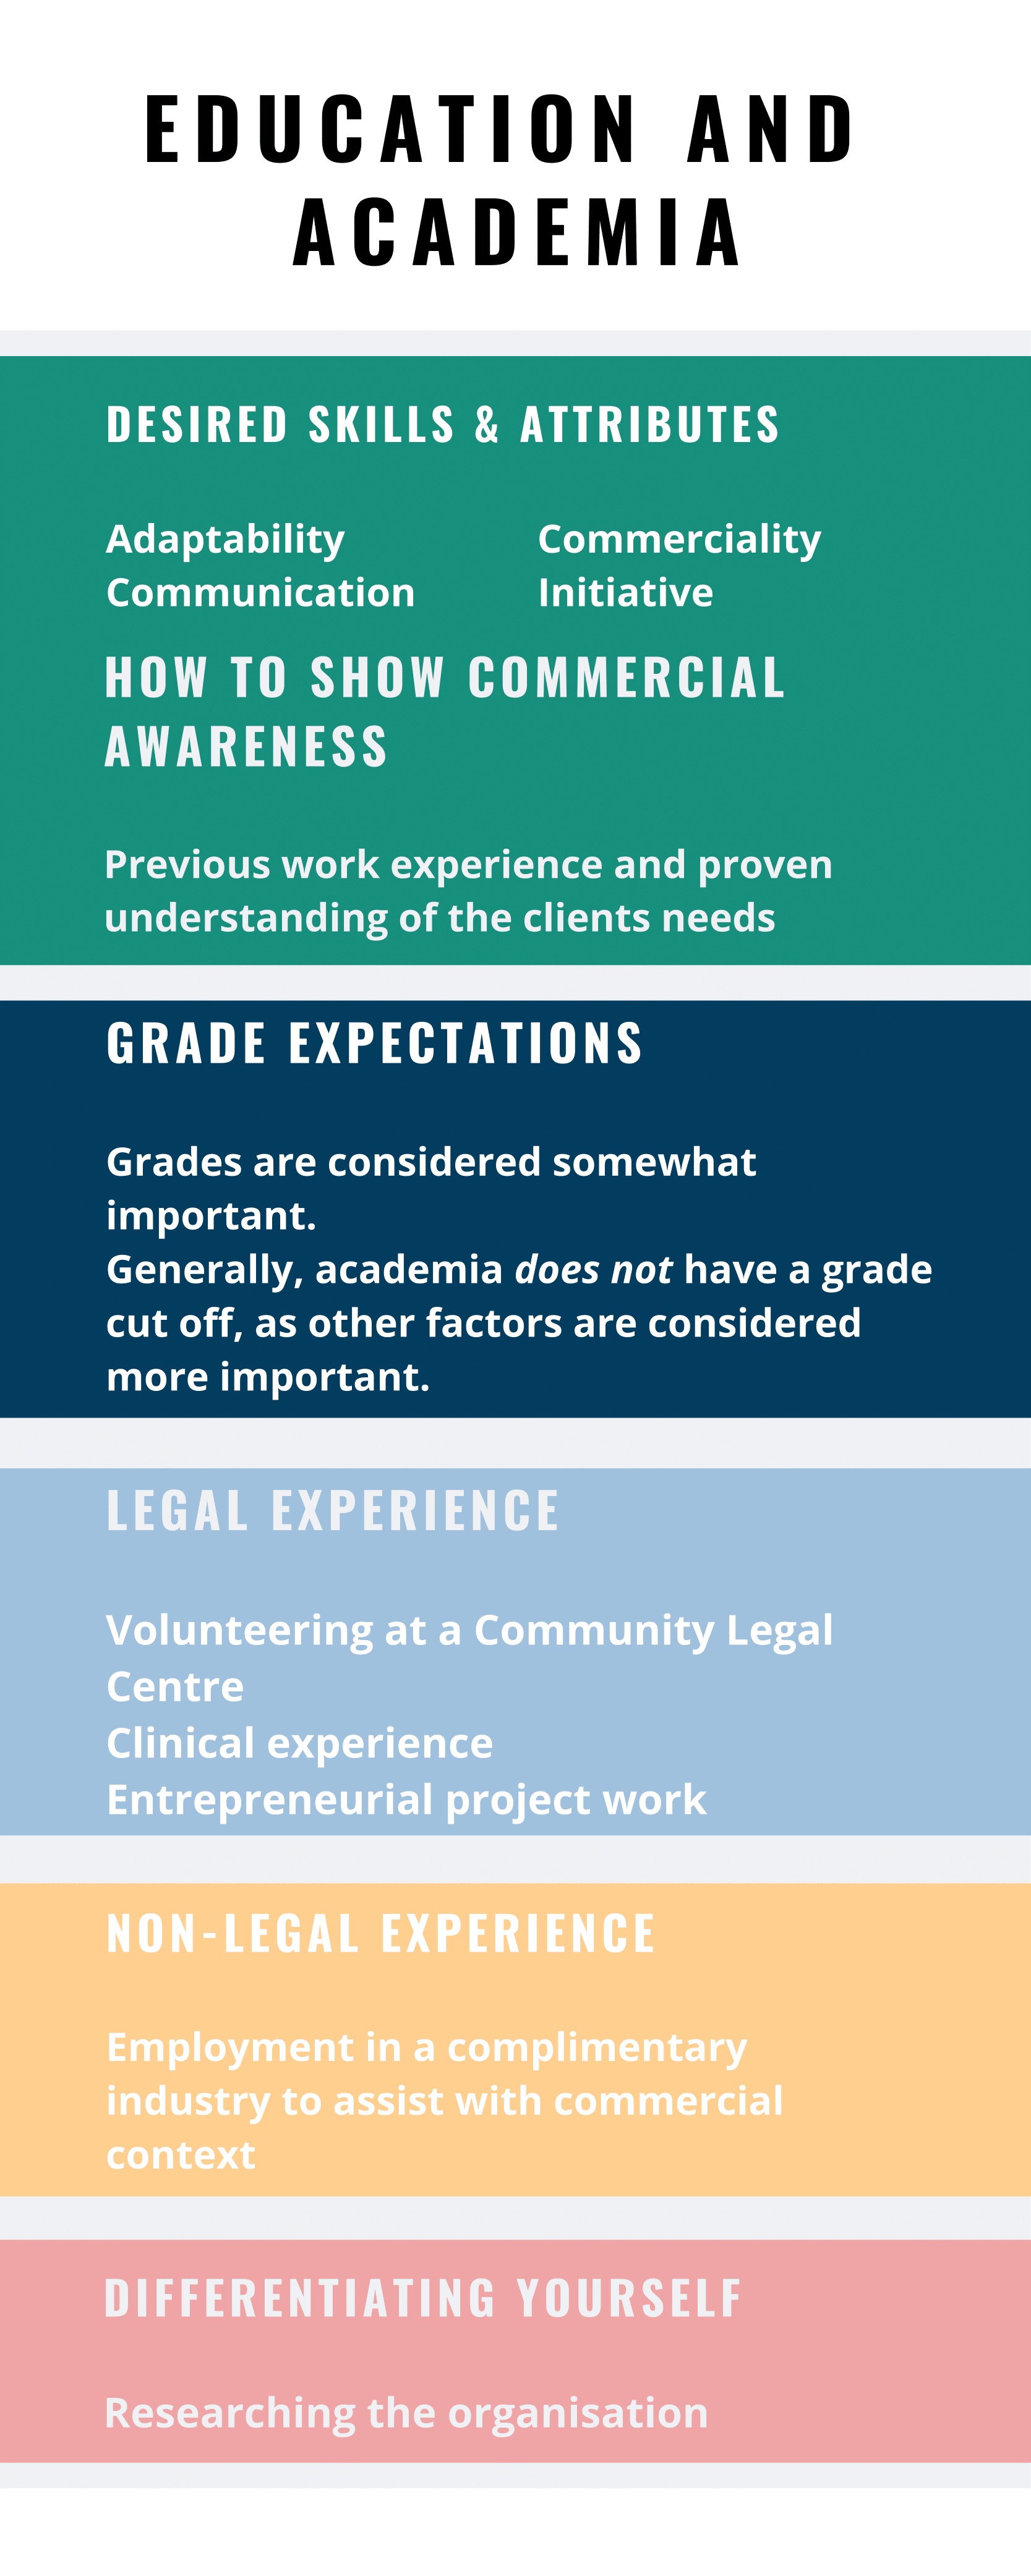 EDUCATION AND
ACADEMIA
DESIRED SKILLS & ATTRIBUTES
Adaptability
Communication
Commerciality
Initiative
HOW TO SHOW COMMERCIAL
AWARENESS
Previous work experience and proven
understanding of the clients needs
GRADE EXPECTATIONS
Grades are considered somewhat
important.
Generally, academia does not have a grade
cut off, as other factors are considered
more important.
LEGAL EXPERIENCE
Volunteering at a Community Legal
Centre
Clinical experience
Entrepreneurial project work
NON-LEGAL EXPERIENCE
Employment in a complimentary
industry to assist with commercial
context
DIFFERENTIATING YOURSELF
Researching the organisation